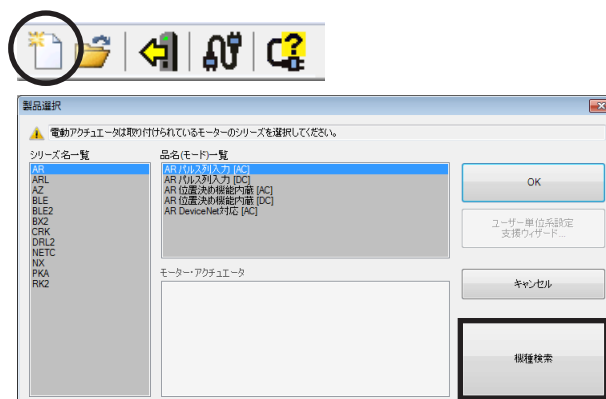 製品選択
電動アクチュエータは取り付けられているモーターのシリーズを選択してください。
シリーズ名一覧
AR
ARL
AZ
BLE
BLE2
BX2
CRK
DRL2
NETC
NX
PKA
RK2
品名(モード)一覧
AR パルス列入力 [AC]
AR パルス列入力 [DC]
AR 位置決め機能内蔵 [AC]
AR 位置決め機能内蔵 [DC]
AR DeviceNet対応 [AC]
モーター・アクチュエータ
OK
ユーザー単位系設定
支援ウィザード...
キャンセル
機種検索